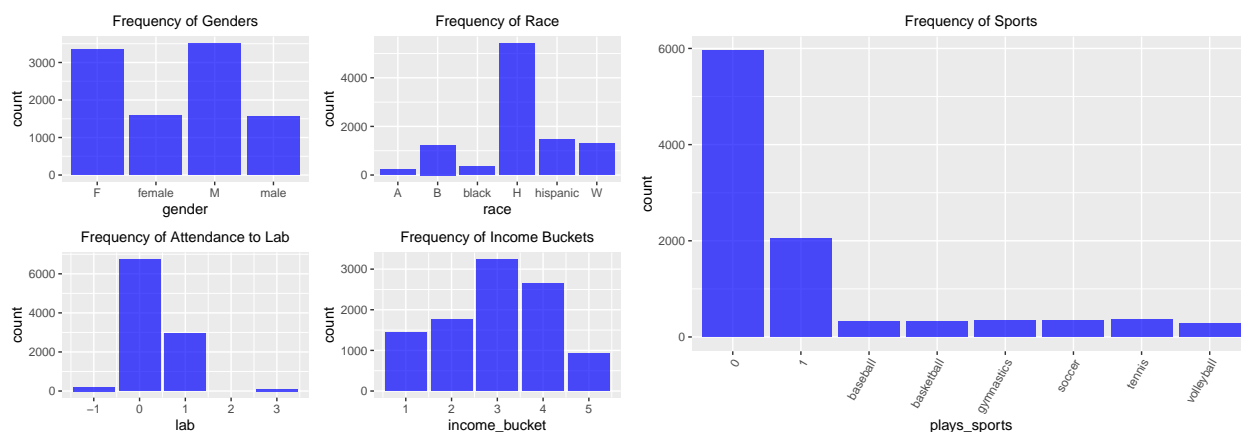 Frequency of Genders
3000
2000
1000
0
count
F female M male
gender
Frequency of Race
4000
2000
0
count
A B black H hispanic W
race
Frequency of Attendance to Lab
6000
4000
2000
0
count
−1 0 1 2 3
lab
Frequency of Income Buckets
3000
2000
1000
0
count
1 2 3 4 5
income_bucket
Frequency of Sports
6000
4000
2000
0
count
0 1 baseball basketball gymnastics soccer tennis volleyball
plays_sports